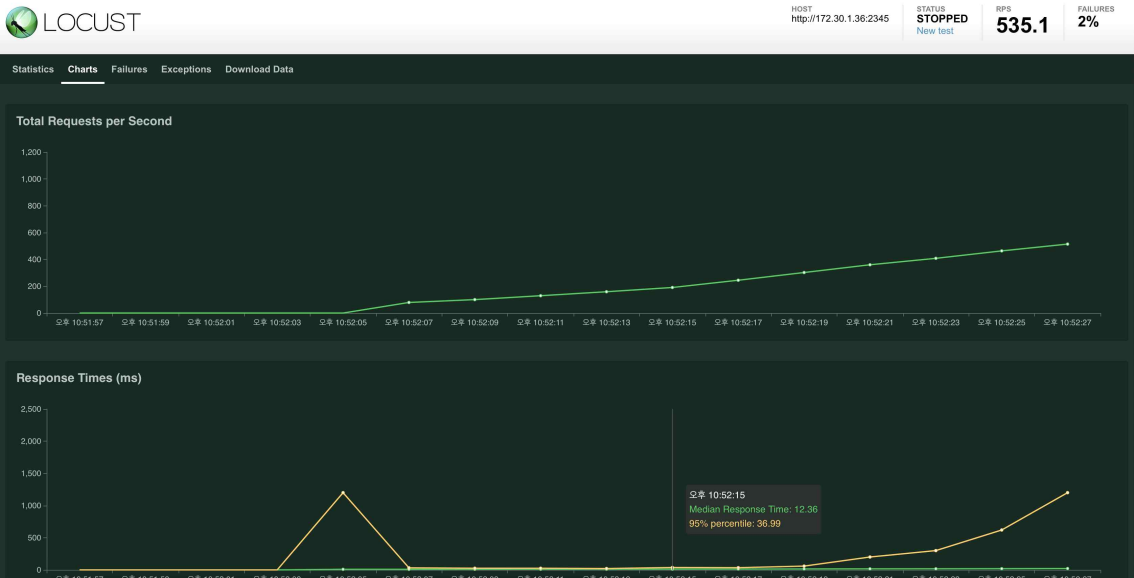 LOCUST
HOST
http://172.30.1.36:2345
STATUS
STOPPED
New test
RPS
535.1
FAILURES
2%
Statistics Charts Failures Exceptions Download Data
Total Requests per Second
1,200
1,000
800
600
400
200
0
오후 10:51:57 오후 10:51:59 오후 10:52:01 오후 10:52:03 오후 10:52:05 오후 10:52:07 오후 10:52:09 오후 10:52:11 오후 10:52:13 오후 10:52:15 오후 10:52:17 오후 10:52:19 오후 10:52:21 오후 10:52:23 오후 10:52:25 오후 10:52:27
Response Times (ms)
2,500
2,000
1,500
1,000
500
0
오후 10:52:15
Median Response Time: 12.36
95% percentile: 36.99